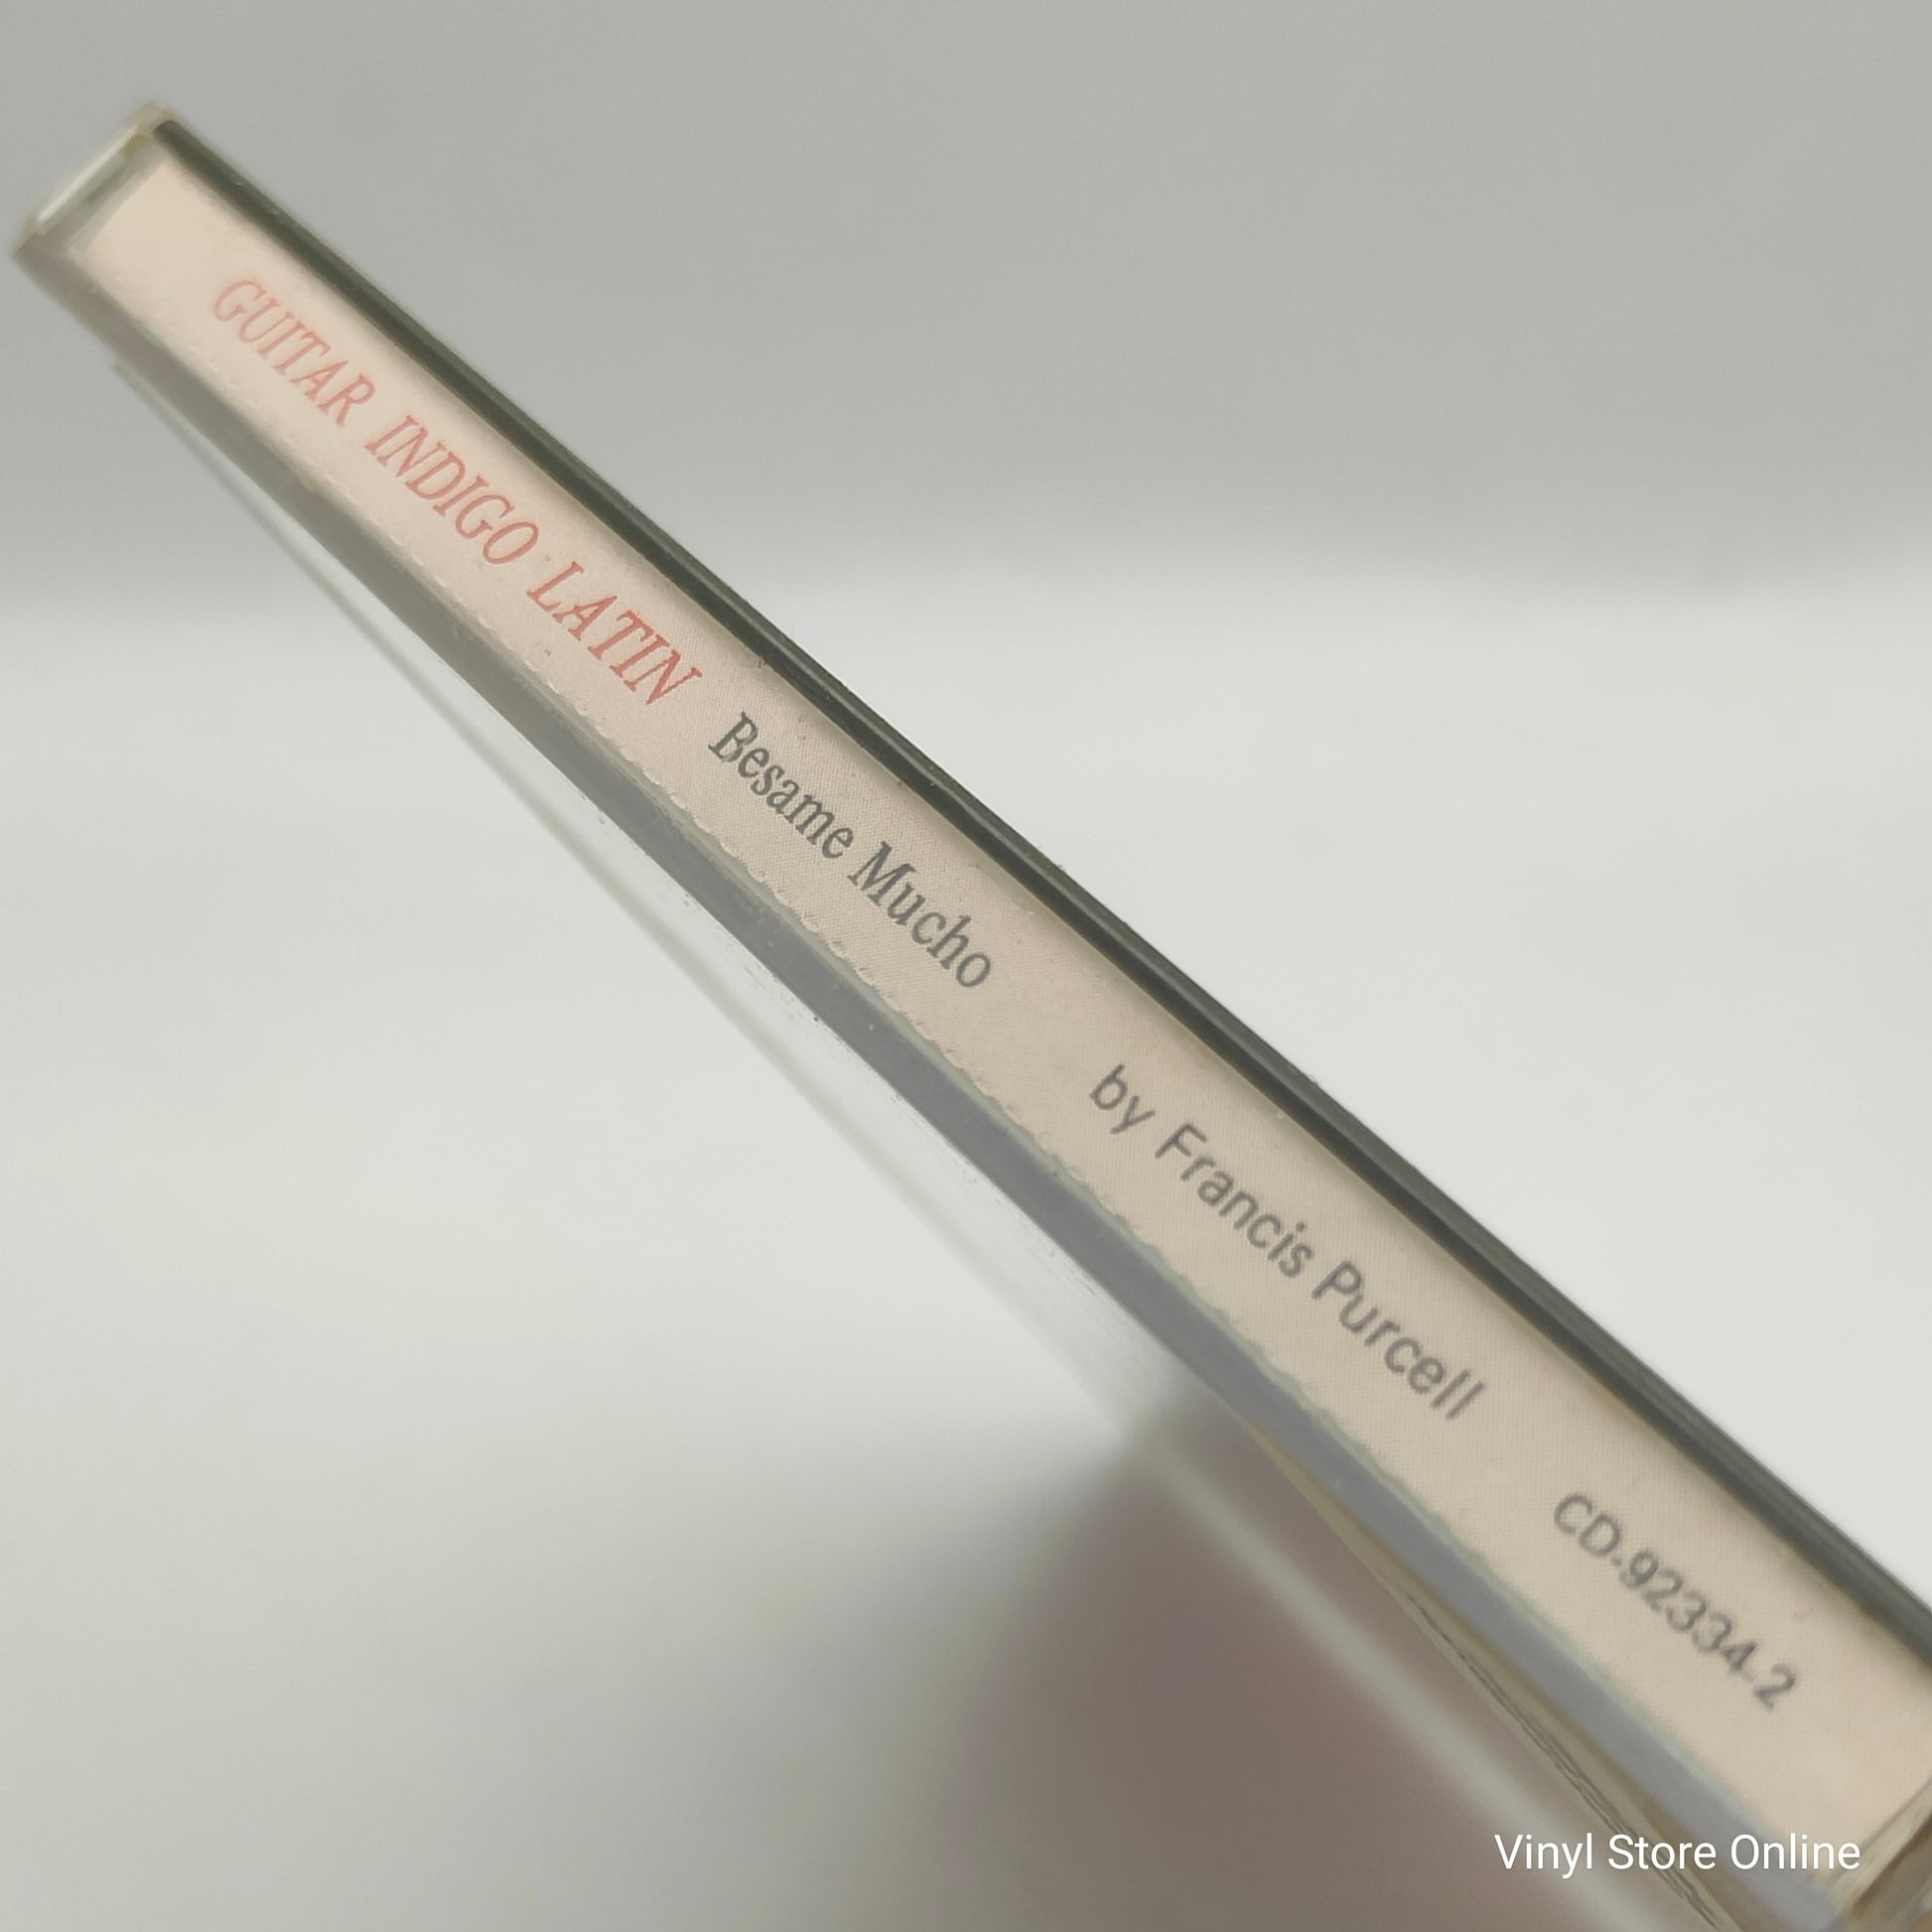 GUITAR INDIGO LATIN Besame Mucho by Francis Purcell CD-92334-2
Vinyl Store Online